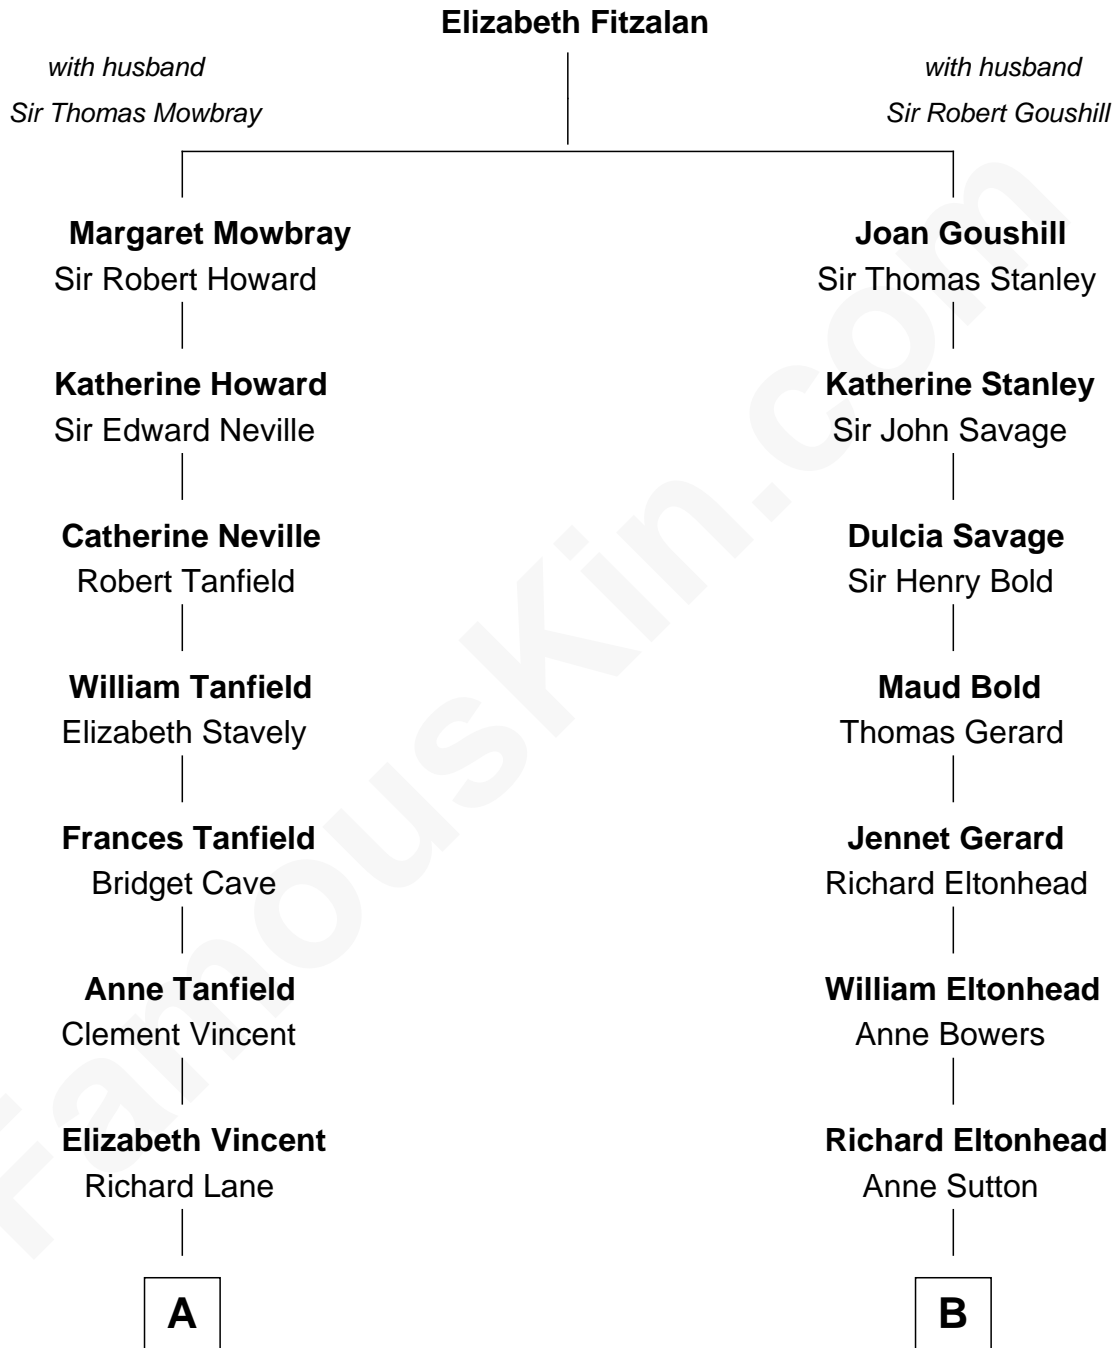 Elizabeth Fitzalan
with husband
Sir Thomas Mowbray
with husband
Sir Robert Goushill
Margaret Mowbray
Sir Robert Howard
Joan Goushill
Sir Thomas Stanley
Katherine Howard
Sir Edward Neville
Katherine Stanley
Sir John Savage
Catherine Neville
Robert Tanfield
Dulcia Savage
Sir Henry Bold
William Tanfield
Elizabeth Stavely
Maud Bold
Thomas Gerard
Frances Tanfield
Bridget Cave
Jennet Gerard
Richard Eltonhead
Anne Tanfield
Clement Vincent
William Eltonhead
Anne Bowers
Elizabeth Vincent
Richard Lane
Richard Eltonhead
Anne Sutton
A
B
FamousKin.com